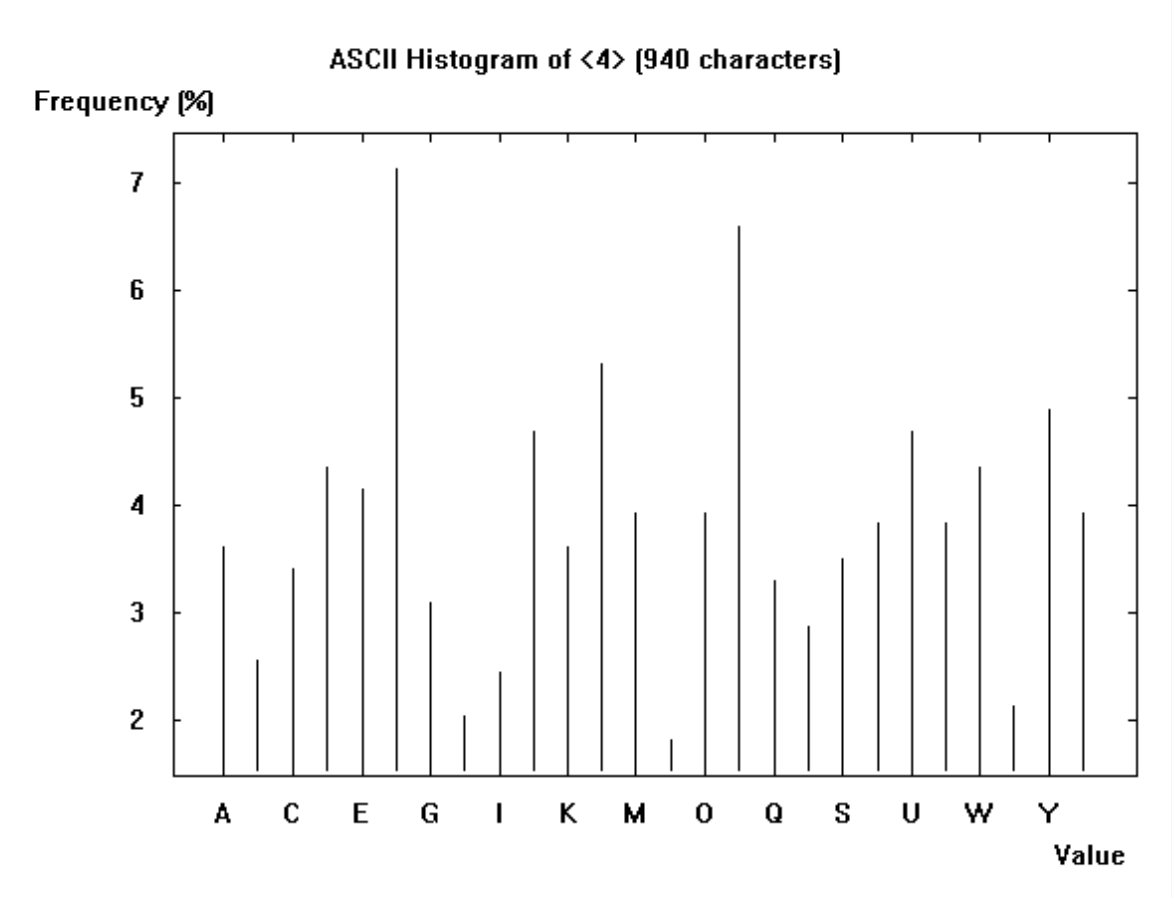 ASCII Histogram of <4> (940 characters)
Frequency (%)
7
6
5
4
3
2
A C E G I K M O Q S U W Y
Value